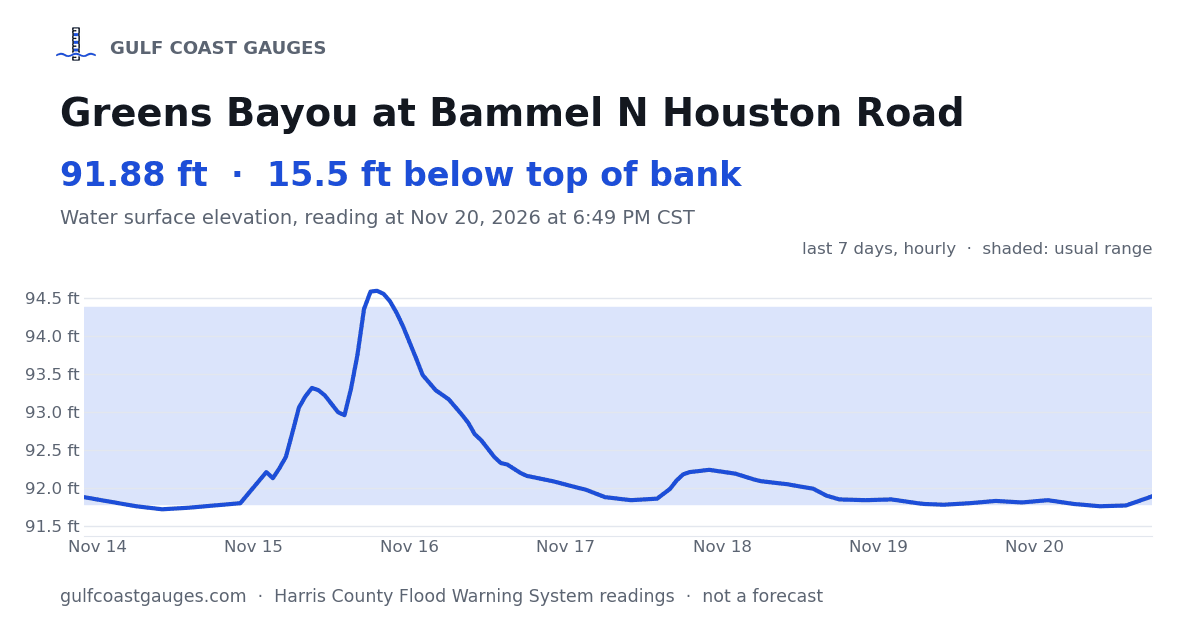 GULF COAST GAUGES
Greens Bayou at Bammel N Houston Road
91.88 ft · 15.5 ft below top of bank
Water surface elevation, reading at Nov 20, 2026 at 6:49 PM CST
last 7 days, hourly · shaded: usual range
94.5 ft
94.0 ft
93.5 ft
93.0 ft
92.5 ft
92.0 ft
91.5 ft
Nov 14 Nov 15 Nov 16 Nov 17 Nov 18 Nov 19 Nov 20
gulfcoastgauges.com · Harris County Flood Warning System readings · not a forecast